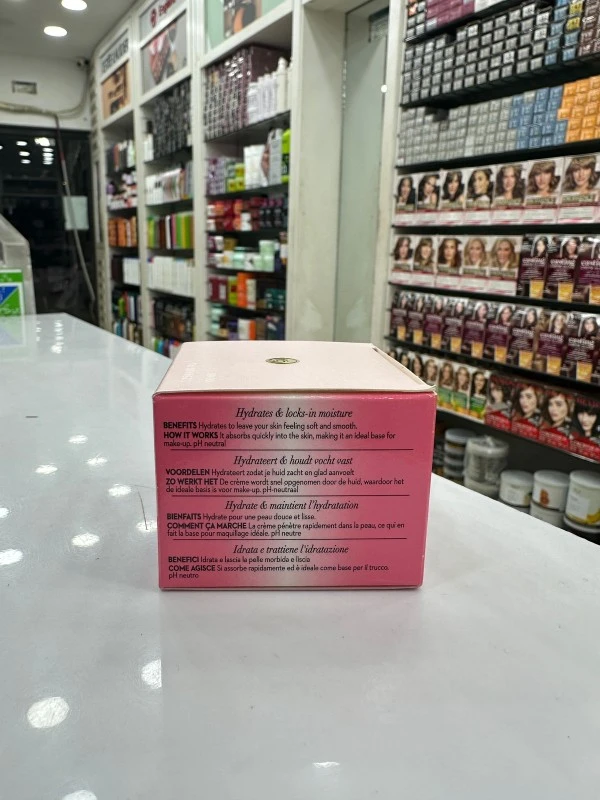 Hydrates & locks-in moisture
BENEFITS Hydrates to leave your skin feeling soft and smooth.
HOW IT WORKS It absorbs quickly into the skin, making it an ideal base for
make-up. pH neutral
Hydrateert & houdt vocht vast
VOORDELEN Hydrateert zodat je huid zacht en glad aanvoelt
ZO WERKT HET De crème wordt snel opgenomen door de huid, waardoor het
de ideale basis is voor make-up. pH-neutraal
Hydrate & maintient l'hydratation
BIENFAITS Hydrate pour une peau douce et lisse.
COMMENT ÇA MARCHE La crème pénètre rapidement dans la peau, ce qui en
fait la base pour maquillage idéale. pH neutre
Idrata e trattiene l'idratazione
BENEFICI Idrata e lascia la pelle morbida e liscia
COME AGISCE Si assorbe rapidamente ed è ideale come base per il trucco.
pH neutro